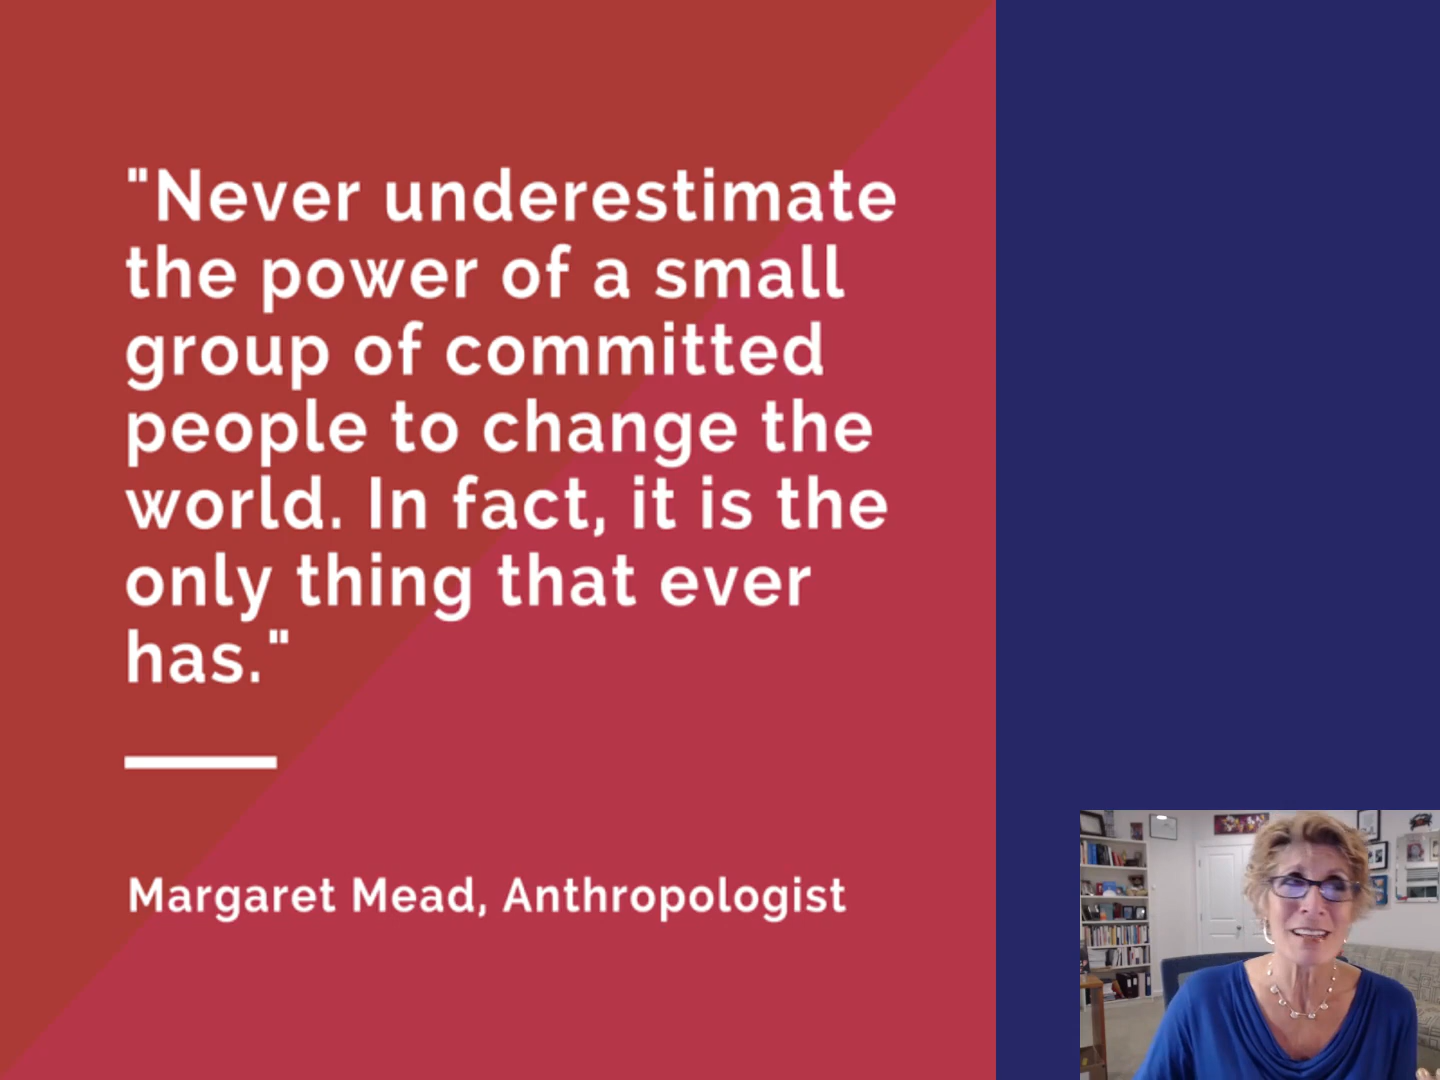 "Never underestimate
the power of a small
group of committed
people to change the
world. In fact, it is the
only thing that ever
has."
Margaret Mead, Anthropologist